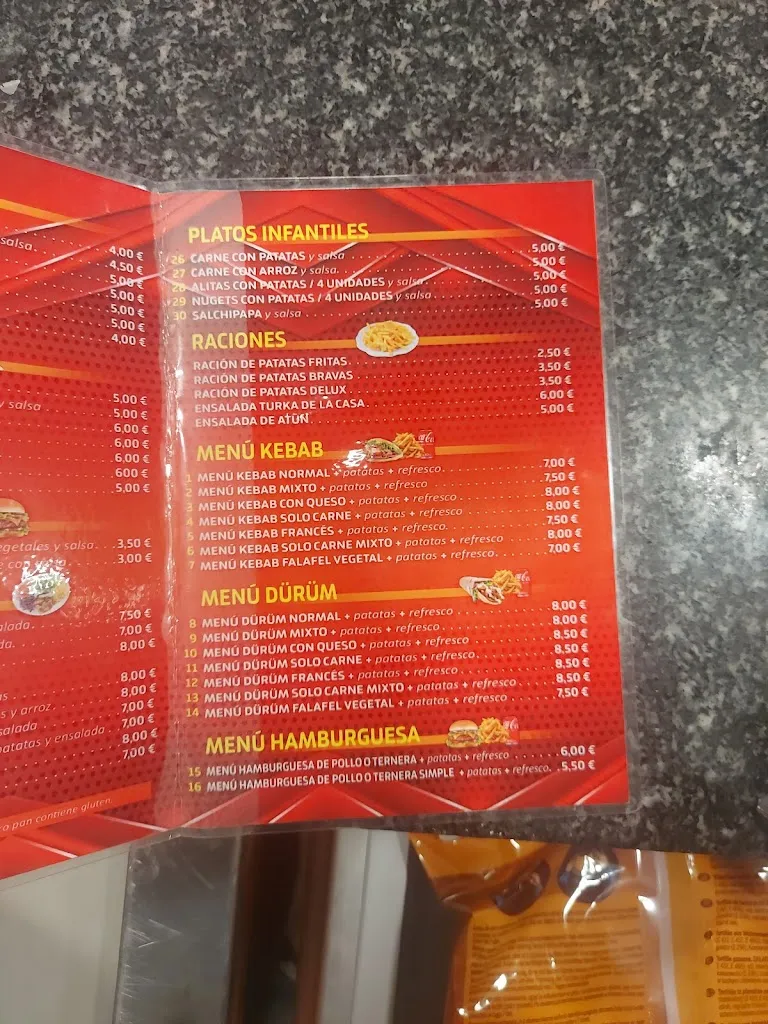 salsa 4,00 €
4,50 €
5,00 €
5,00 €
5,00 €
5,00 €
4,00 €
5,00 €
y salsa 5,00 €
6,00 €
6,00 €
6,00 €
600 €
5,00 €
egetales y salsa. 3,50 €
3,00 €
alada. 7,50 €
da. 7,00 €
8,00 €
8,00 €
8,00 €
s y arroz. 7,00 €
salada 7,00 €
patatas y ensalada 8,00 €
7,00 €
pan contiene gluten.
PLATOS INFANTILES
26 CARNE CON PATATAS y salsa 5,00 €
27 CARNE CON ARROZ y salsa. 5,00 €
28 ALITAS CON PATATAS / 4 UNIDADES y salsa 5,00 €
29 NUGETS CON PATATAS / 4 UNIDADES y salsa 5,00 €
30 SALCHIPAPA y salsa 5,00 €
RACIONES
RACIÓN DE PATATAS FRITAS 2,50 €
RACIÓN DE PATATAS BRAVAS 3,50 €
RACIÓN DE PATATAS DELUX 3,50 €
ENSALADA TURKA DE LA CASA 6,00 €
ENSALADA DE ATÚN 5,00 €
MENÚ KEBAB
1 MENÚ KEBAB NORMAL + patatas + refresco 7,00 €
2 MENÚ KEBAB MIXTO + patatas + refresco 7,50 €
3 MENÚ KEBAB CON QUESO + patatas + refresco 8,00 €
4 MENÚ KEBAB SOLO CARNE + patatas + refresco 8,00 €
5 MENÚ KEBAB FRANCÉS + patatas + refresco. 7,50 €
6 MENÚ KEBAB SOLO CARNE MIXTO + patatas + refresco 8,00 €
7 MENÚ KEBAB FALAFEL VEGETAL + patatas + refresco. 7,00 €
MENÚ DÜRÜM
8 MENÚ DÜRÜM NORMAL + patatas + refresco 8,00 €
9 MENÚ DÜRÜM MIXTO + patatas + refresco 8,00 €
10 MENÚ DÜRÜM CON QUESO + patatas + refresco 8,50 €
11 MENÚ DÜRÜM SOLO CARNE + patatas + refresco 8,50 €
12 MENÚ DÜRÜM FRANCÉS + patatas + refresco 8,50 €
13 MENÚ DÜRÜM SOLO CARNE MIXTO + patatas + refresco 8,50 €
14 MENÚ DÜRÜM FALAFEL VEGETAL + patatas + refresco 7,50 €
MENÚ HAMBURGUESA
15 MENÚ HAMBURGUESA DE POLLO O TERNERA + patatas + refresco 6,00 €
16 MENÚ HAMBURGUESA DE POLLO O TERNERA SIMPLE + patatas + refresco. 5,50 €